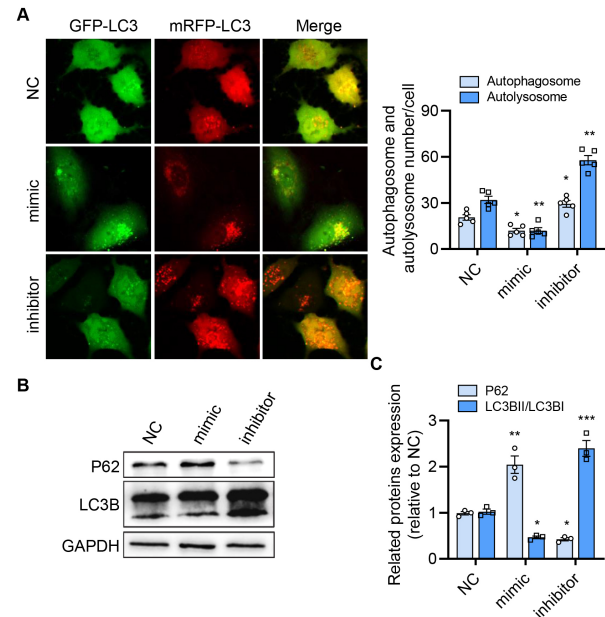 A
GFP-LC3 mRFP-LC3 Merge
NC
mimic
inhibitor
Autophagosome
Autolysosome
Autophagosome and
autolysosome number/cell
90
60
30
0
* ** * **
NC mimic inhibitor
B
NC mimic inhibitor
P62
LC3B
GAPDH
C
P62
LC3BII/LC3BI
Related proteins expression
(relative to NC)
3
2
1
0
** * * ***
NC mimic inhibitor